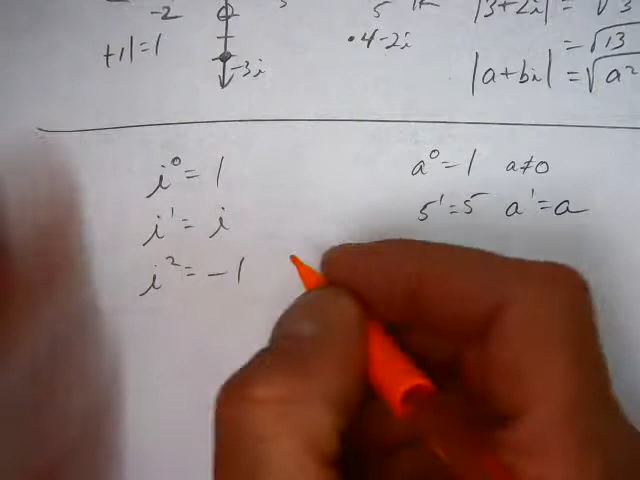 -2
+1|=1
-3i
5
•4-2i
|3+2i| = √3
= √13
|a+bi| = √a²
i⁰ = 1
a⁰ = 1 a≠0
i¹ = i
5¹ = 5 a¹ = a
i² = -1